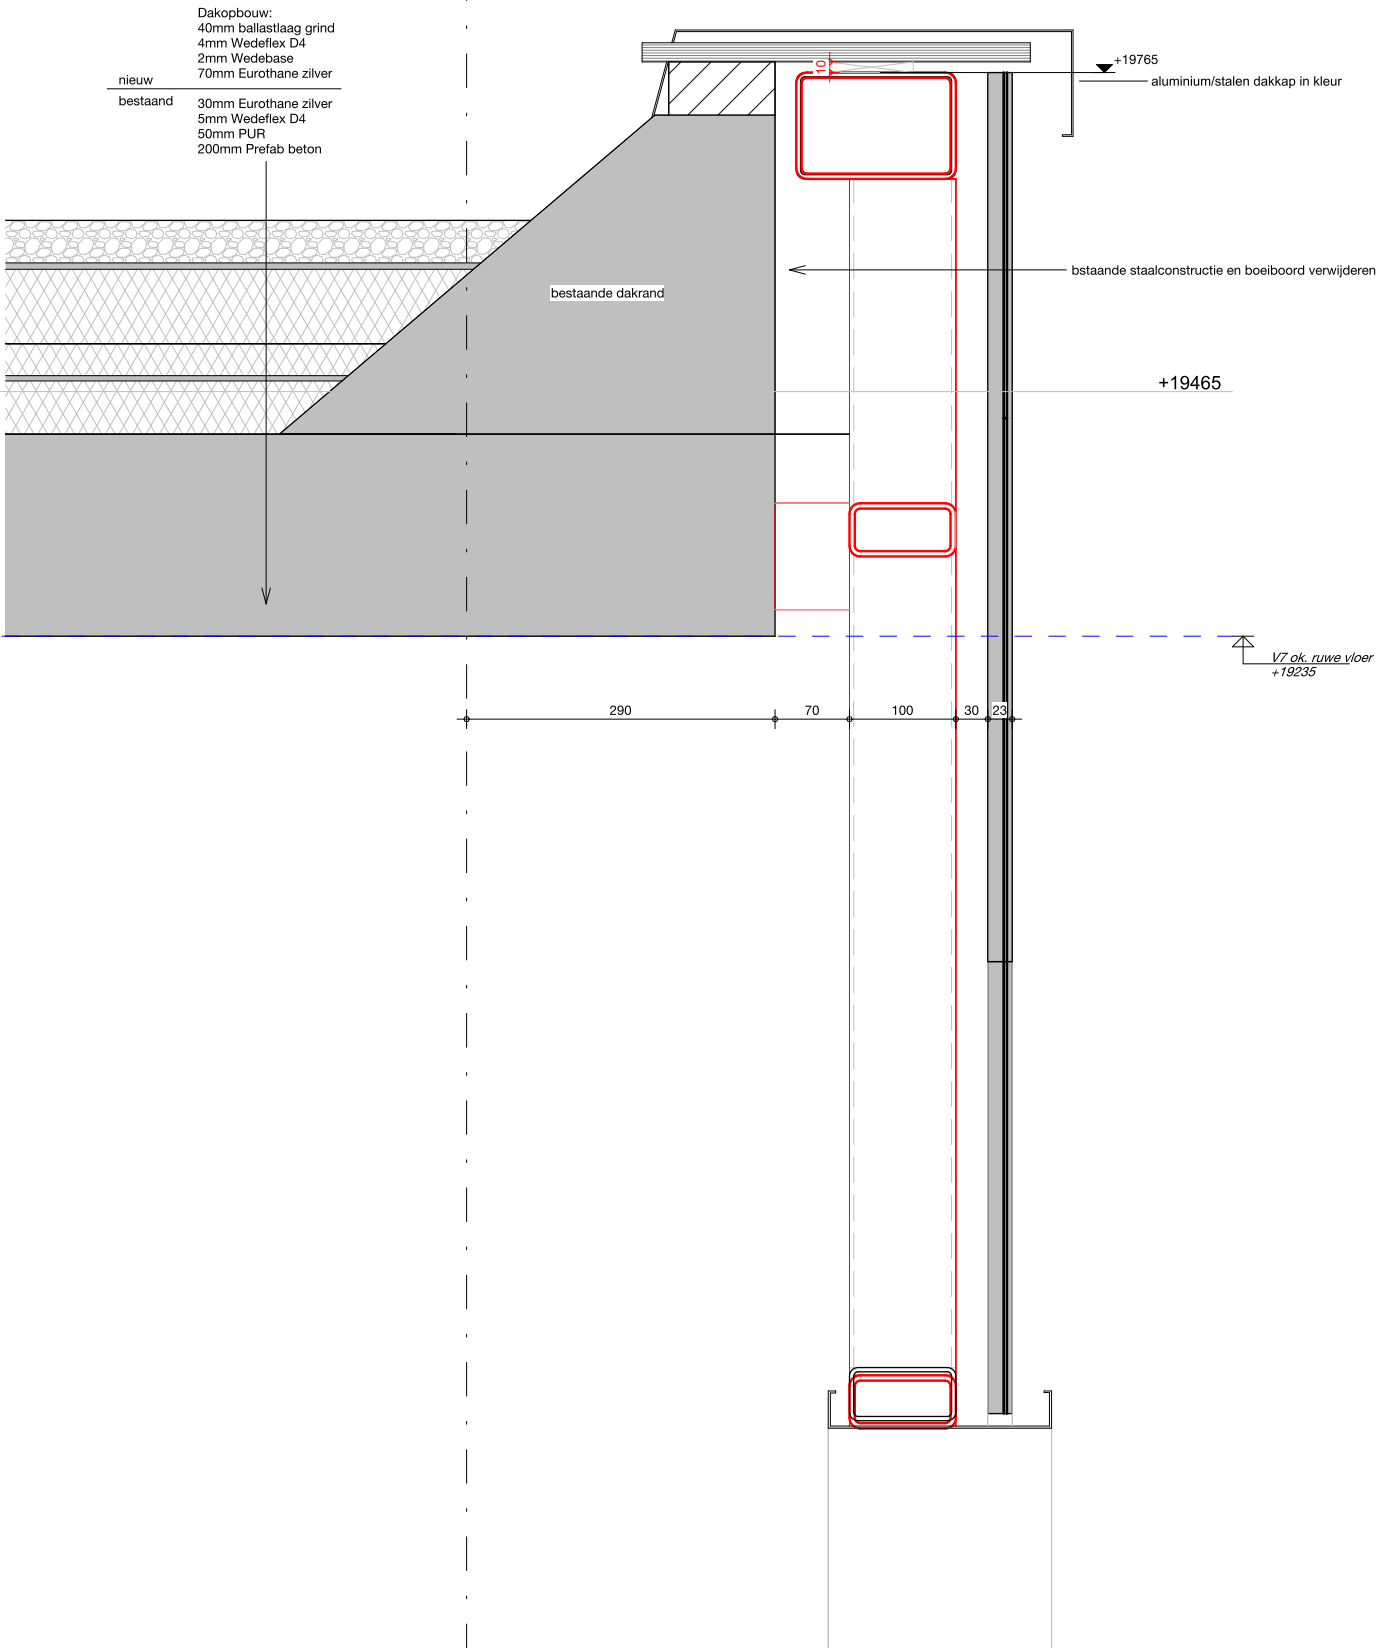 Dakopbouw:
40mm ballastlaag grind
4mm Wedeflex D4
2mm Wedebase
70mm Eurothane zilver
nieuw
bestaand
30mm Eurothane zilver
5mm Wedeflex D4
50mm PUR
200mm Prefab beton
10
+19765
aluminium/stalen dakkap in kleur
bstaande staalconstructie en boeiboord verwijderen
bestaande dakrand
+19465
V7 ok. ruwe vloer
+19235
290 70 100 30 23